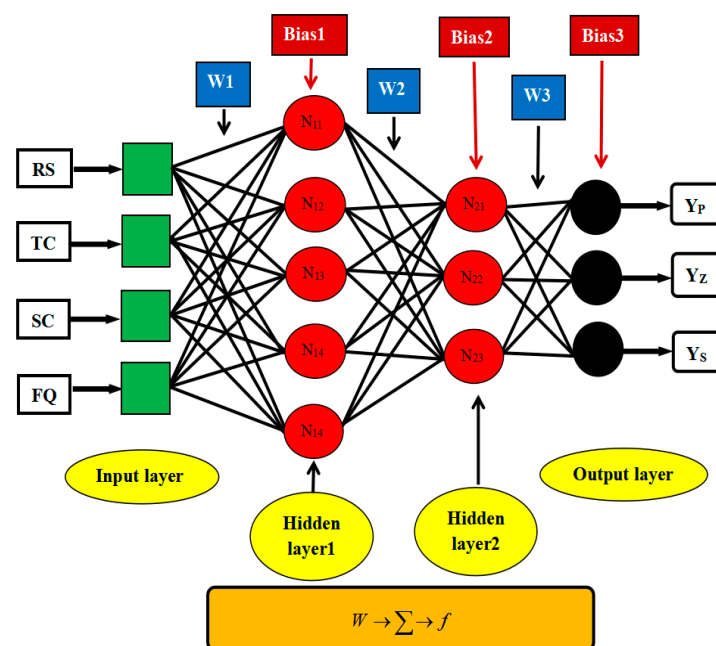 Bias1
Bias2
Bias3
W1
W2
W3
RS
TC
SC
FQ
N11
N12
N13
N14
N14
N21
N22
N23
YP
YZ
YS
Input layer
Output layer
Hidden
layer1
Hidden
layer2
W → ∑ → f